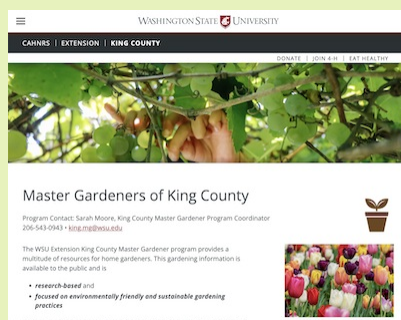 WASHINGTON STATE UNIVERSITY
CAHNRS | EXTENSION | KING COUNTY
DONATE | JOIN 4-H | EAT HEALTHY
Master Gardeners of King County
Program Contact: Sarah Moore, King County Master Gardener Program Coordinator
206-543-0943 • king.mg@wsu.edu
The WSU Extension King County Master Gardener program provides a
multitude of resources for home gardeners. This gardening information is
available to the public and is
• research-based and
• focused on environmentally friendly and sustainable gardening
practices